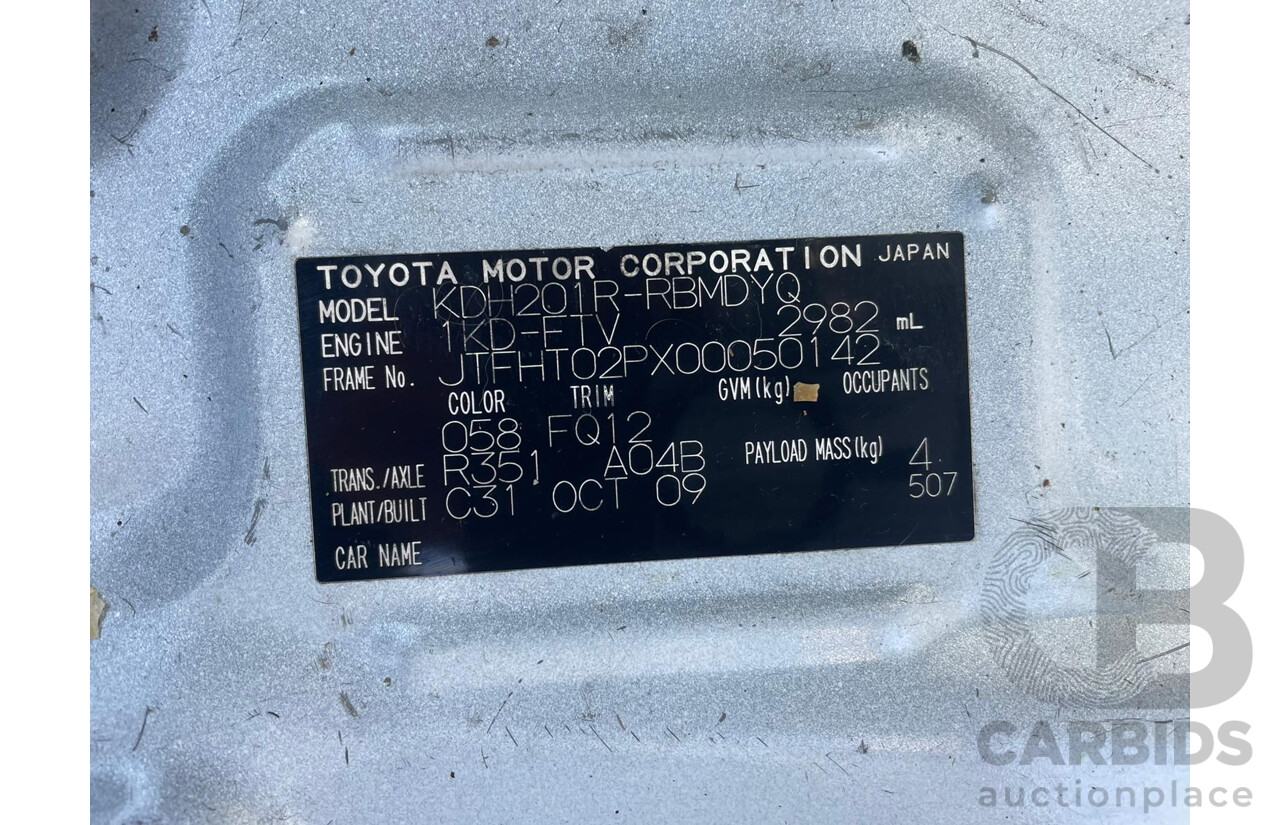 TOYOTA MOTOR CORPORATION JAPAN
MODEL KDH201R-RBMDYQ
ENGINE 1KD-FTV 2982 mL
FRAME No. JTFHT02PX00050142
COLOR TRIM GVM(kg) OCCUPANTS
058 FQ12
TRANS./AXLE R351 A04B PAYLOAD MASS(kg) 4
PLANT/BUILT C31 OCT 09 507
CAR NAME
CB
CARBIDS
auctionplace